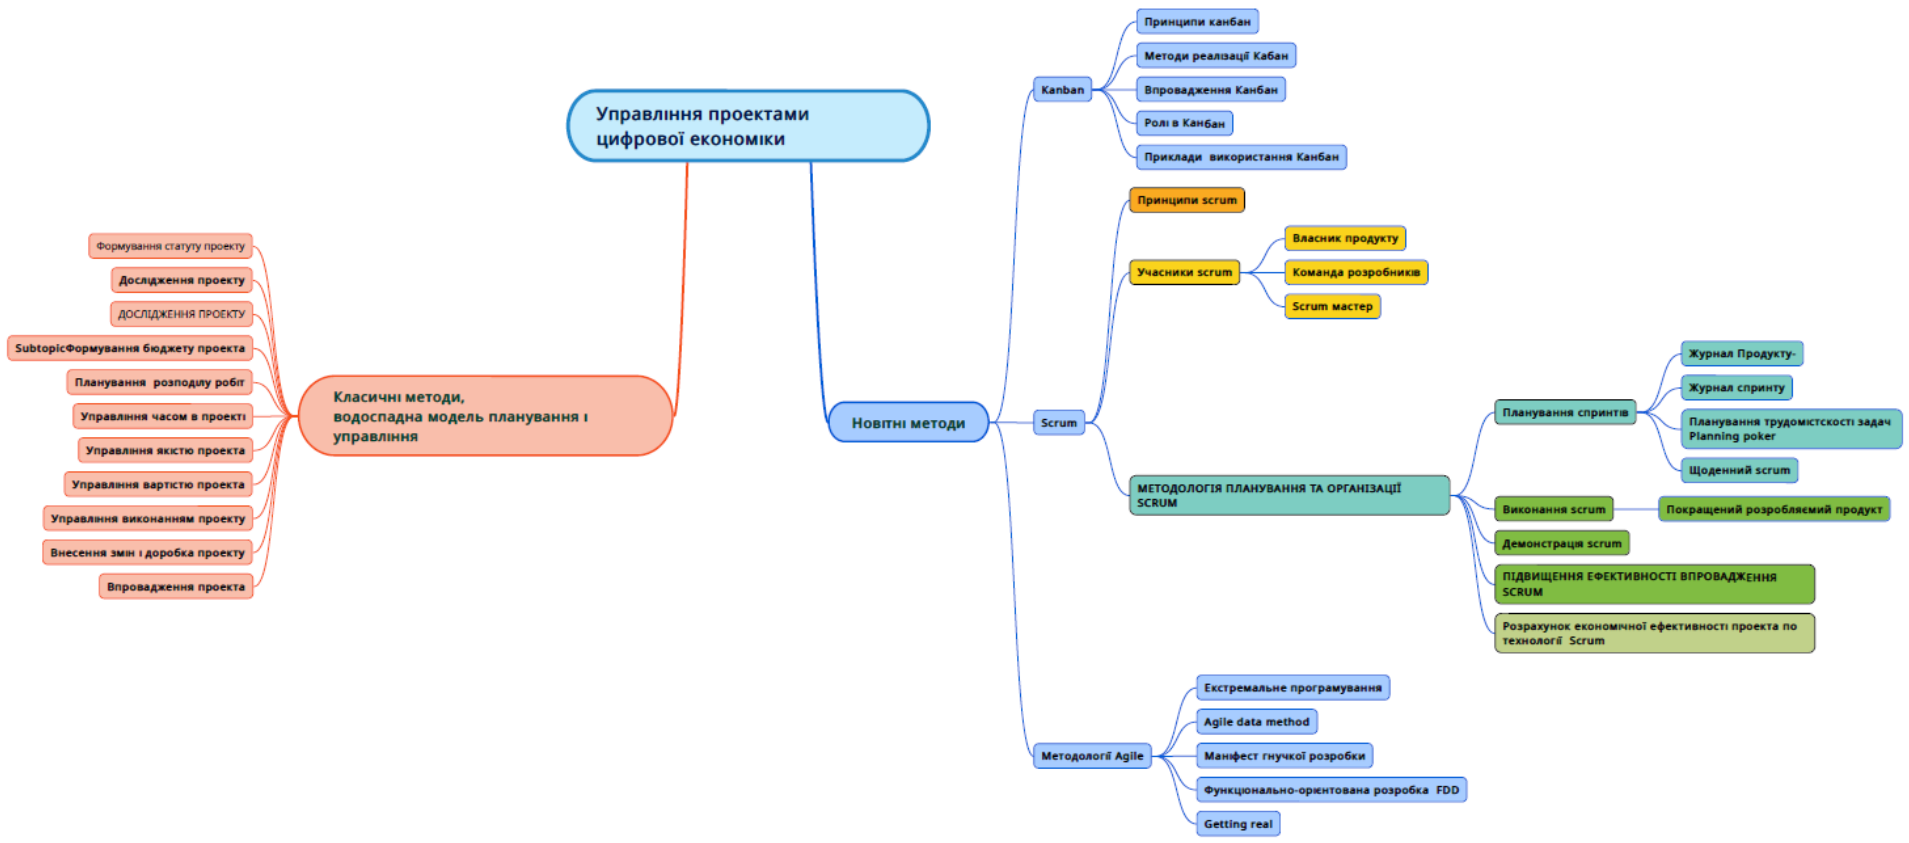 Управління проектами
цифрової економіки
Класичні методи,
водоспадна модель планування і
управління
Формування статуту проекту
Дослідження проекту
ДОСЛІДЖЕННЯ ПРОЕКТУ
SubtopicФормування бюджету проекта
Планування розподілу робіт
Управління часом в проекті
Управління якістю проекта
Управління вартістю проекта
Управління виконанням проекту
Внесення змін і доробка проекту
Впровадження проекта
Новітні методи
Kanban
Принципи канбан
Методи реалізації Кабан
Впровадження Канбан
Ролі в Канбан
Приклади використання Канбан
Scrum
Принципи scrum
Учасники scrum
Власник продукту
Команда розробників
Scrum мастер
МЕТОДОЛОГІЯ ПЛАНУВАННЯ ТА ОРГАНІЗАЦІЇ
SCRUM
Планування спринтів
Журнал Продукту-
Журнал спринту
Планування трудомістскості задач
Planning poker
Щоденний scrum
Виконання scrum
Покращений розробляємий продукт
Демонстрація scrum
ПІДВИЩЕННЯ ЕФЕКТИВНОСТІ ВПРОВАДЖЕННЯ
SCRUM
Розрахунок економічної ефективності проекта по
технології Scrum
Методології Agile
Екстремальне програмування
Agile data method
Маніфест гнучкої розробки
Функціонально-орієнтована розробка FDD
Getting real